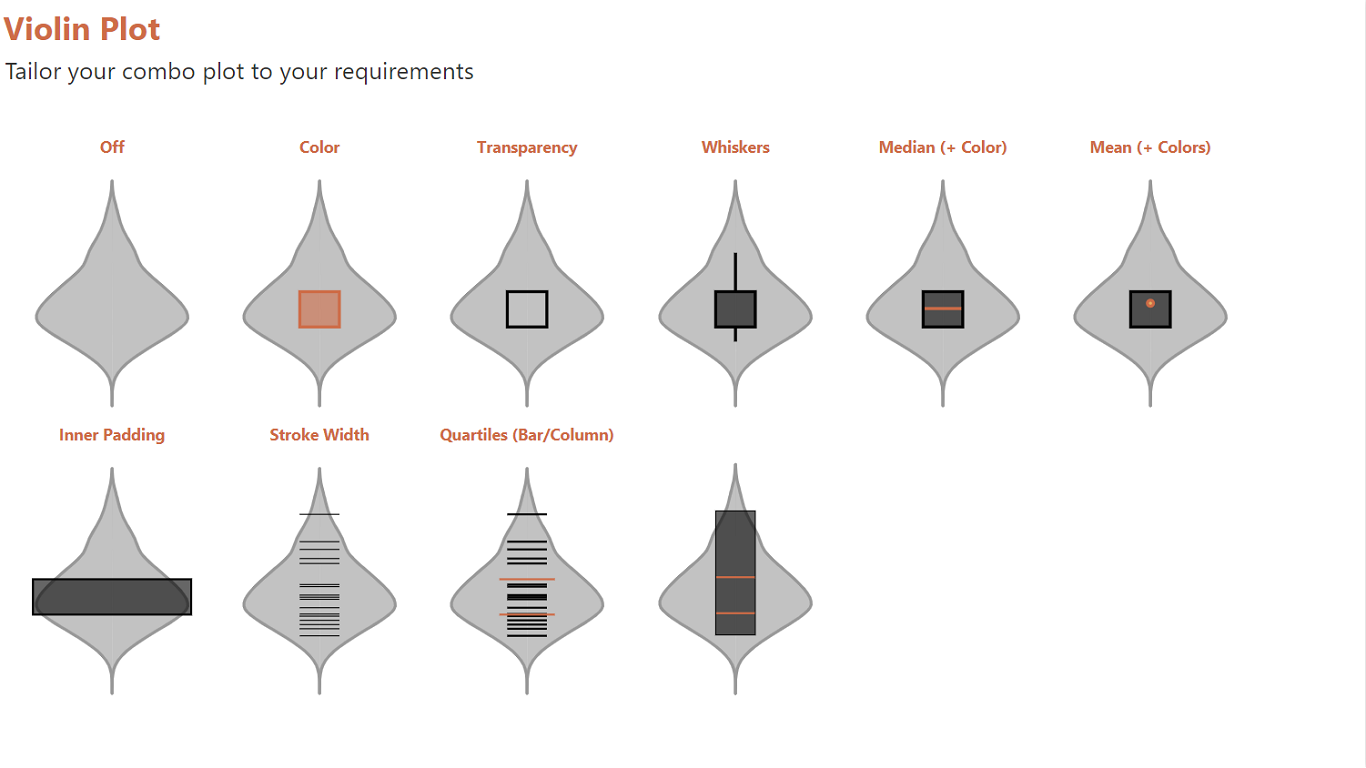 Violin Plot
Tailor your combo plot to your requirements
Off
Color
Transparency
Whiskers
Median (+ Color)
Mean (+ Colors)
Inner Padding
Stroke Width
Quartiles (Bar/Column)